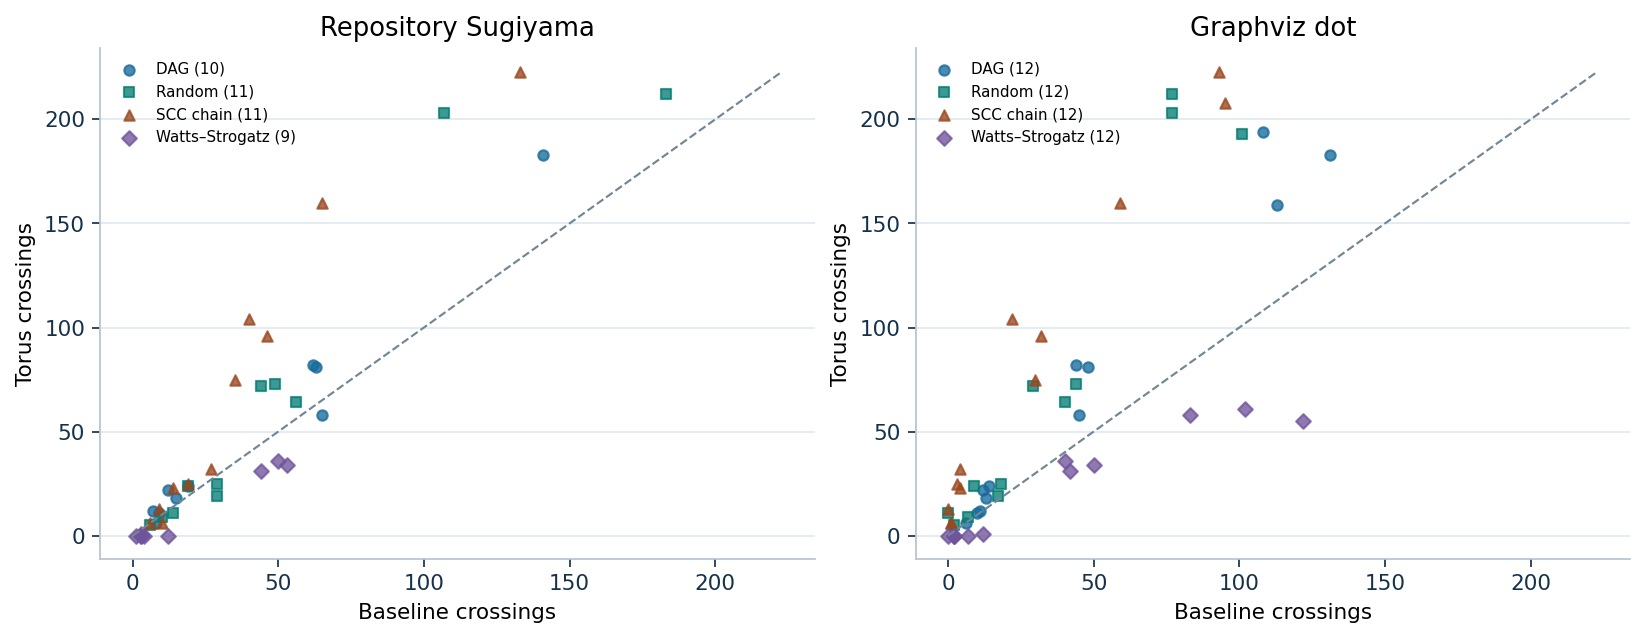 Repository Sugiyama
DAG (10)
Random (11)
SCC chain (11)
Watts–Strogatz (9)
Torus crossings
200
150
100
50
0
0 50 100 150 200
Baseline crossings
Graphviz dot
DAG (12)
Random (12)
SCC chain (12)
Watts–Strogatz (12)
Torus crossings
200
150
100
50
0
0 50 100 150 200
Baseline crossings